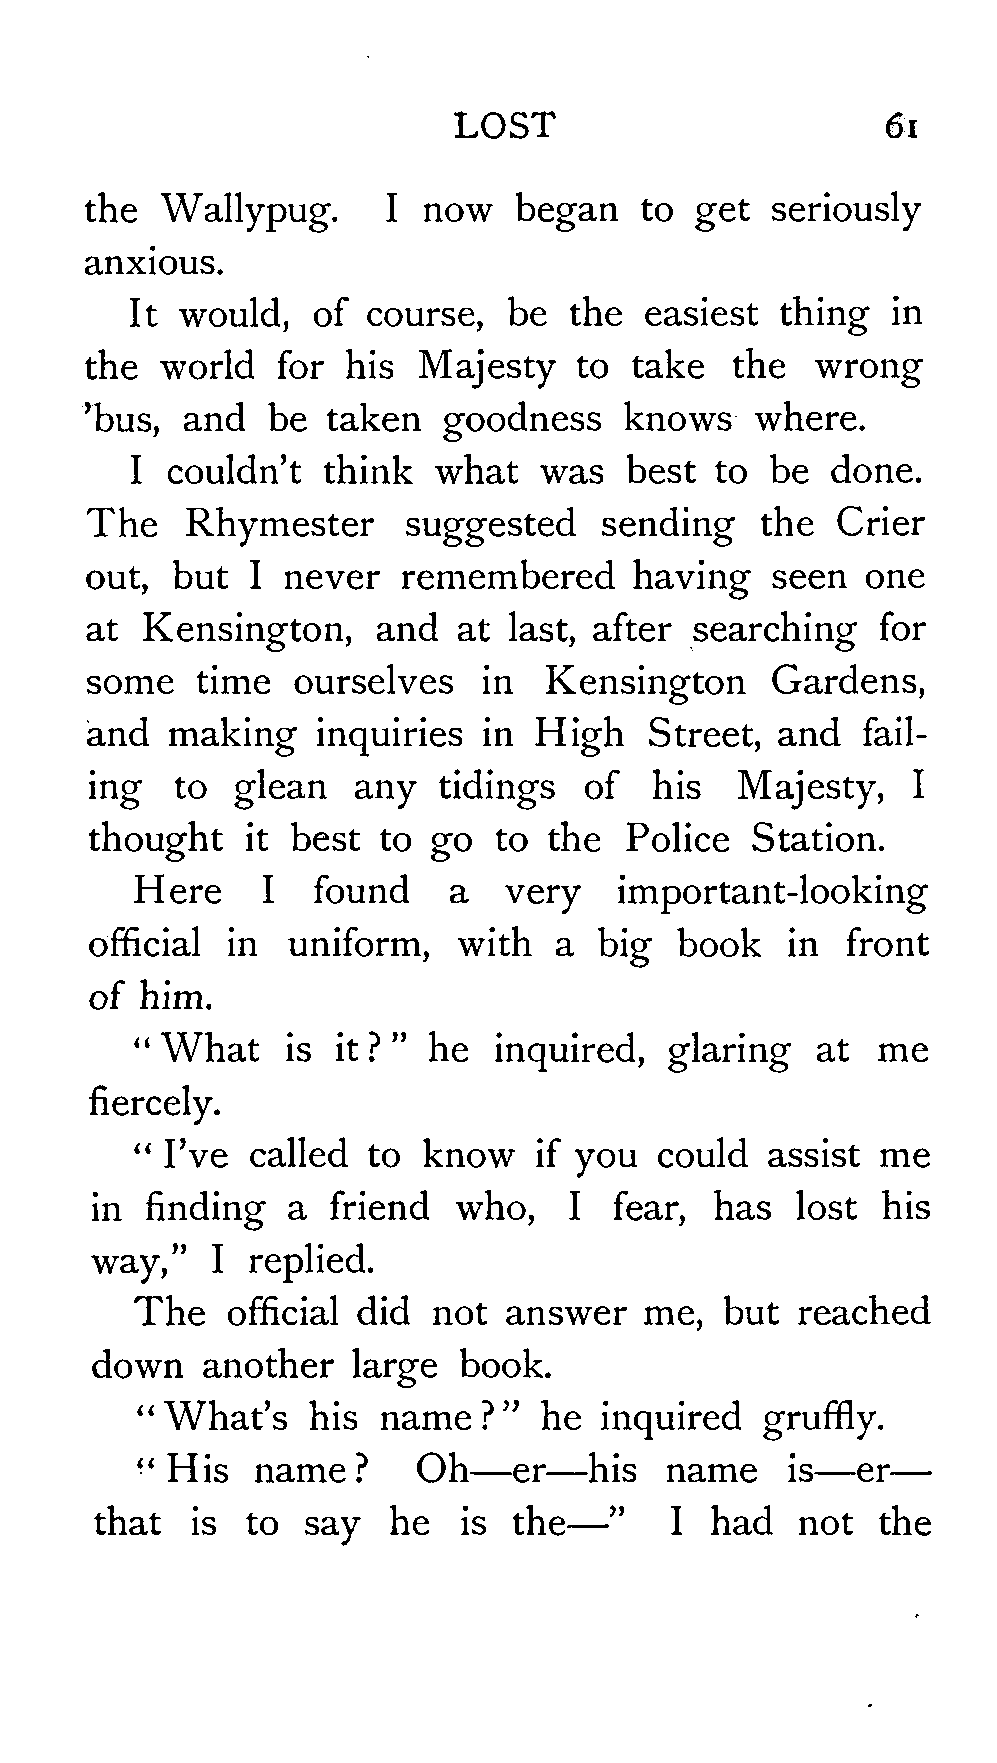 LOST 61
the Wallypug. I now began to get seriously
anxious.
It would, of course, be the easiest thing in
the world for his Majesty to take the wrong
’bus, and be taken goodness knows where.
I couldn’t think what was best to be done.
The Rhymester suggested sending the Crier
out, but I never remembered having seen one
at Kensington, and at last, after searching for
some time ourselves in Kensington Gardens,
and making inquiries in High Street, and fail-
ing to glean any tidings of his Majesty, I
thought it best to go to the Police Station.
Here I found a very important-looking
official in uniform, with a big book in front
of him.
“What is it?” he inquired, glaring at me
fiercely.
“I’ve called to know if you could assist me
in finding a friend who, I fear, has lost his
way,” I replied.
The official did not answer me, but reached
down another large book.
“What’s his name?” he inquired gruffly.
“His name? Oh—er—his name is—er—
that is to say he is the—” I had not the